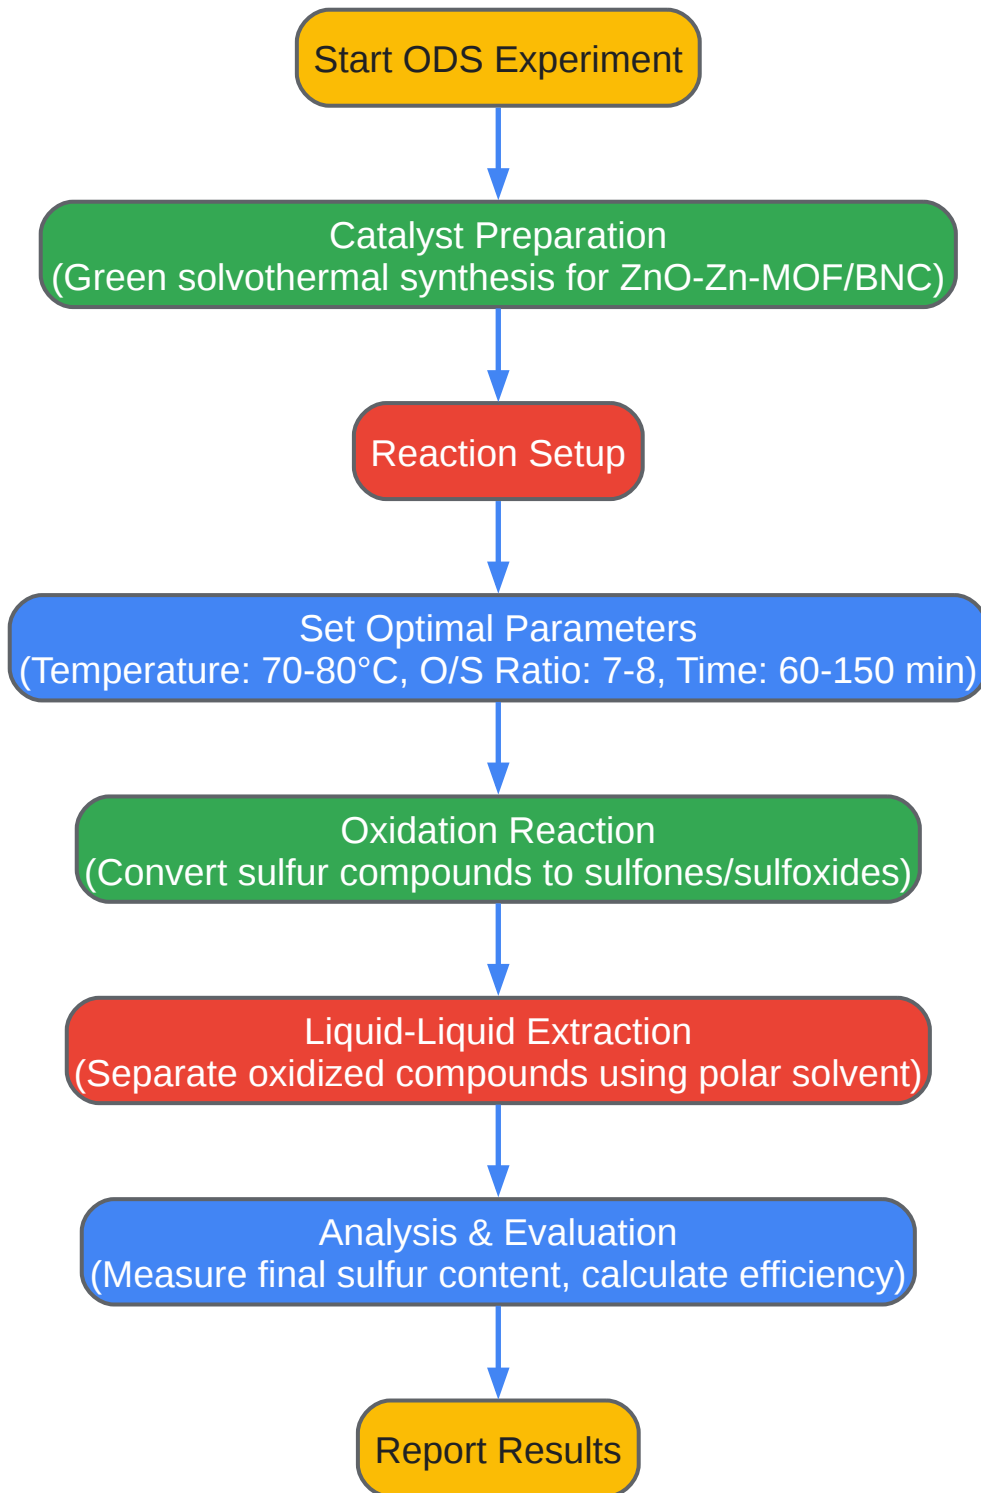 Start ODS Experiment
Catalyst Preparation
(Green solvothermal synthesis for ZnO-Zn-MOF/BNC)
Reaction Setup
Set Optimal Parameters
(Temperature: 70-80°C, O/S Ratio: 7-8, Time: 60-150 min)
Oxidation Reaction
(Convert sulfur compounds to sulfones/sulfoxides)
Liquid-Liquid Extraction
(Separate oxidized compounds using polar solvent)
Analysis & Evaluation
(Measure final sulfur content, calculate efficiency)
Report Results